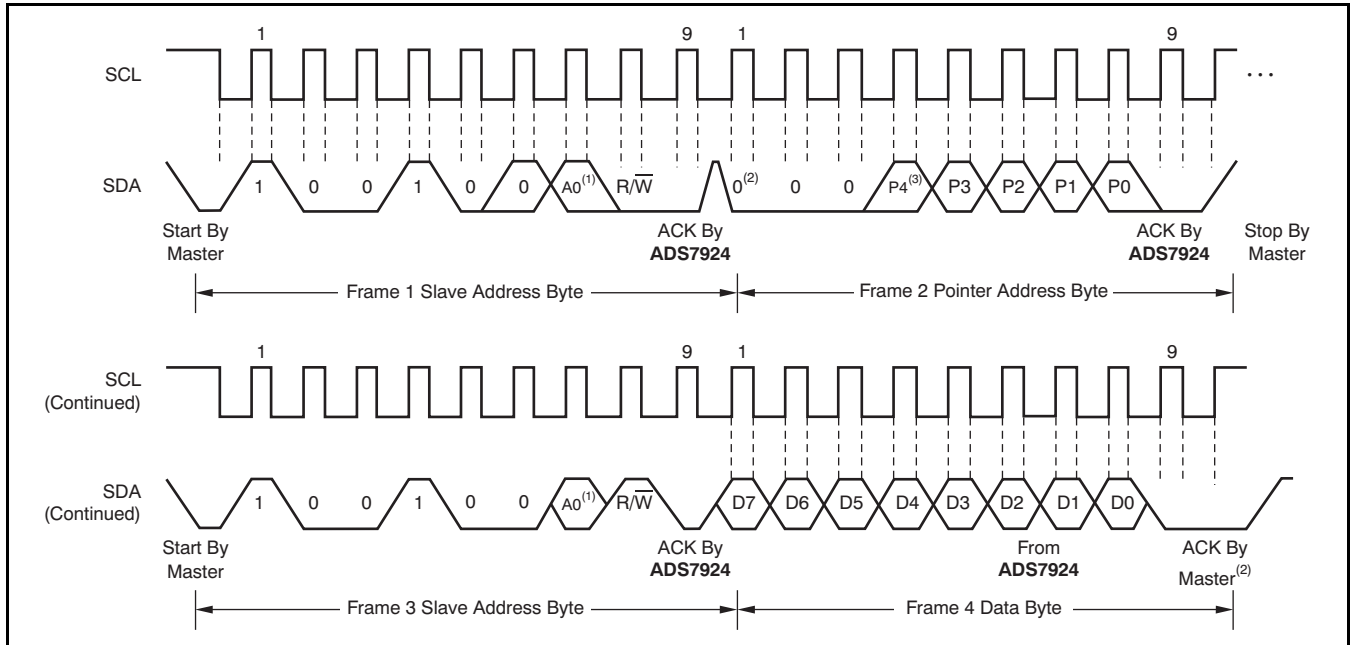 1 9 1 9
SCL ...
SDA 1 0 0 1 0 0 A0(1) R/W̅ 0(2) 0 0 P4(3) P3 P2 P1 P0
Start By Master
ACK By ADS7924
ACK By ADS7924
Stop By Master
Frame 1 Slave Address Byte
Frame 2 Pointer Address Byte
1 9 1 9
SCL
(Continued)
SDA
(Continued)
1 0 0 1 0 0 A0(1) R/W̅ D7 D6 D5 D4 D3 D2 D1 D0
Start By Master
ACK By ADS7924
From ADS7924
ACK By Master(2)
Frame 3 Slave Address Byte
Frame 4 Data Byte